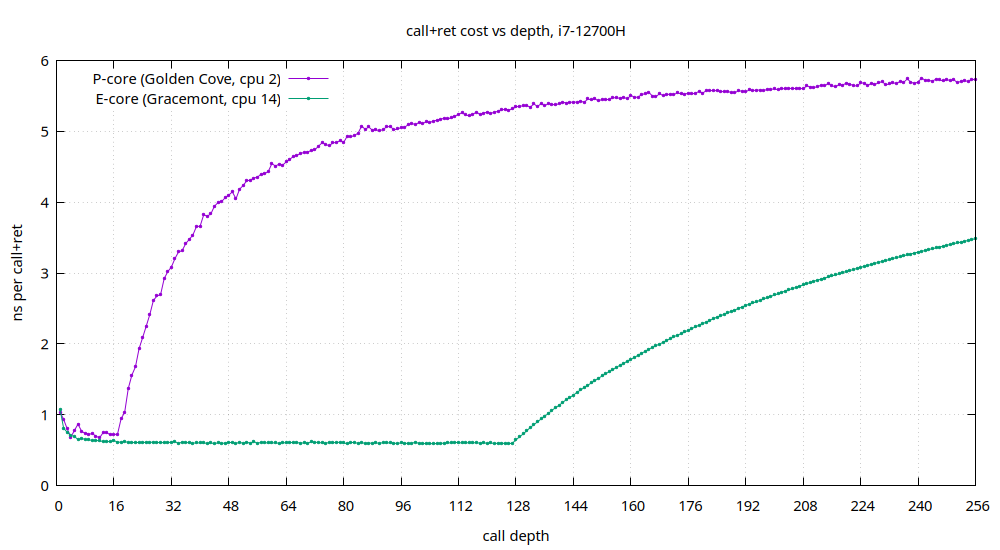 call+ret cost vs depth, i7-12700H
P-core (Golden Cove, cpu 2)
E-core (Gracemont, cpu 14)
ns per call+ret
6
5
4
3
2
1
0
0 16 32 48 64 80 96 112 128 144 160 176 192 208 224 240 256
call depth